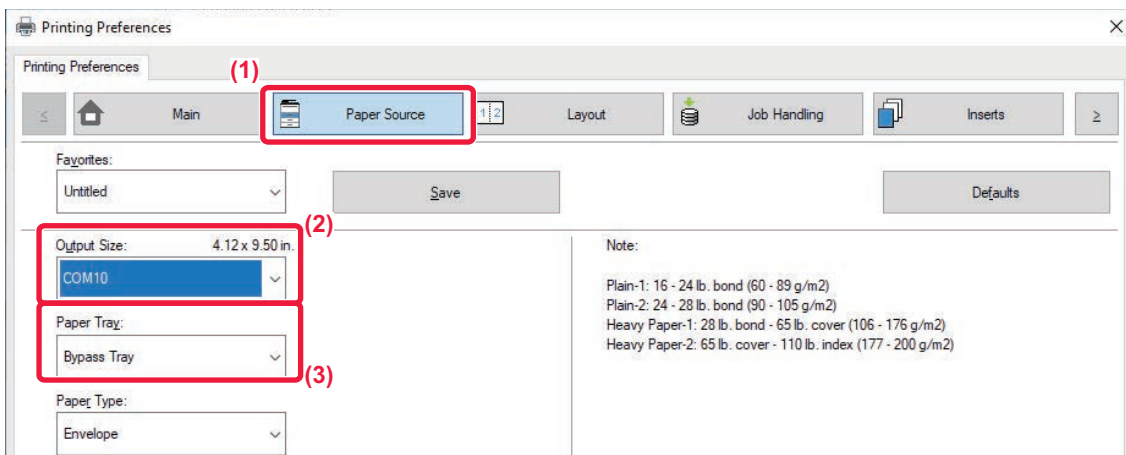 Printing Preferences
Printing Preferences
(1)
≤ Main Paper Source 1 2 Layout Job Handling Inserts ≥
Favorites:
Untitled Save Defaults
(2)
Output Size: 4.12 x 9.50 in.
COM10
Note:
Plain-1: 16 - 24 lb. bond (60 - 89 g/m2)
Plain-2: 24 - 28 lb. bond (90 - 105 g/m2)
Heavy Paper-1: 28 lb. bond - 65 lb. cover (106 - 176 g/m2)
Heavy Paper-2: 65 lb. cover - 110 lb. index (177 - 200 g/m2)
Paper Tray:
Bypass Tray
(3)
Paper Type:
Envelope